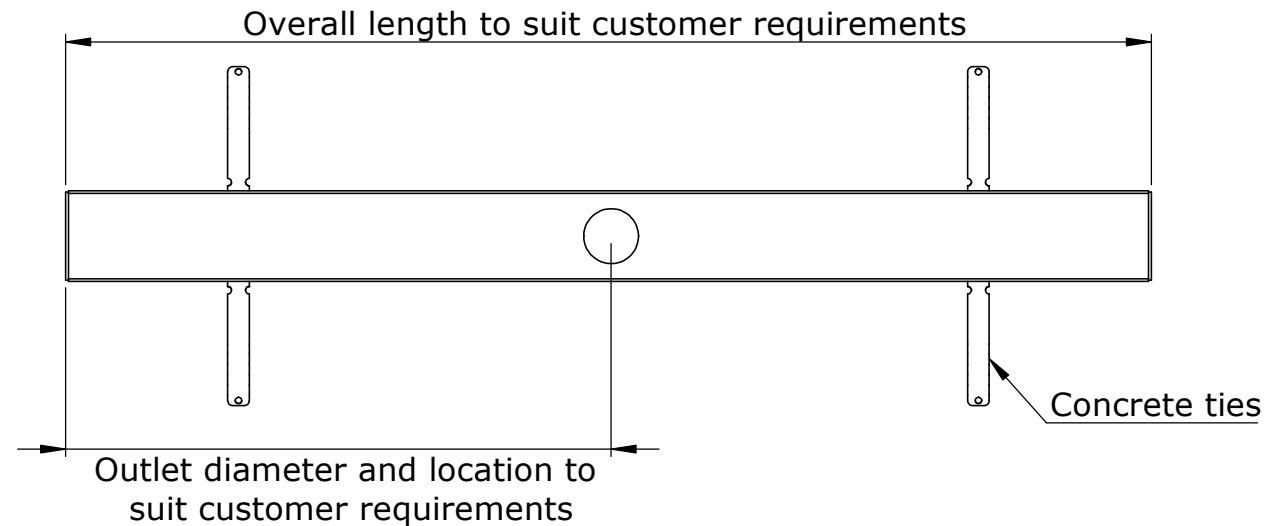 Overall length to suit customer requirements
Concrete ties
Outlet diameter and location to
suit customer requirements